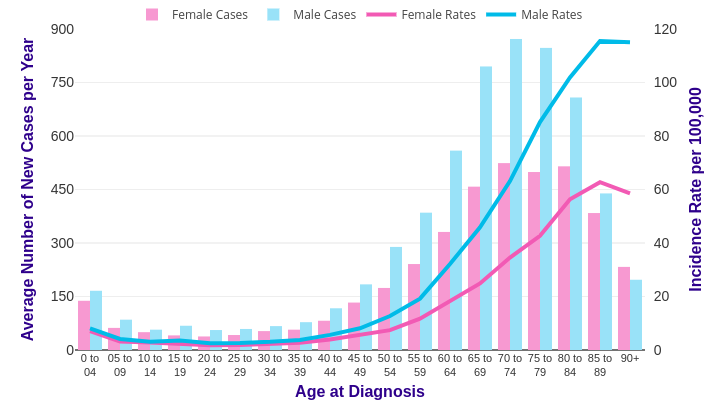 Female Cases Male Cases Female Rates Male Rates
Average Number of New Cases per Year
900
750
600
450
300
150
0
120
100
80
60
40
20
0
Incidence Rate per 100,000
0 to 05 to 10 to 15 to 20 to 25 to 30 to 35 to 40 to 45 to 50 to 55 to 60 to 65 to 70 to 75 to 80 to 85 to 90+
04 09 14 19 24 29 34 39 44 49 54 59 64 69 74 79 84 89
Age at Diagnosis